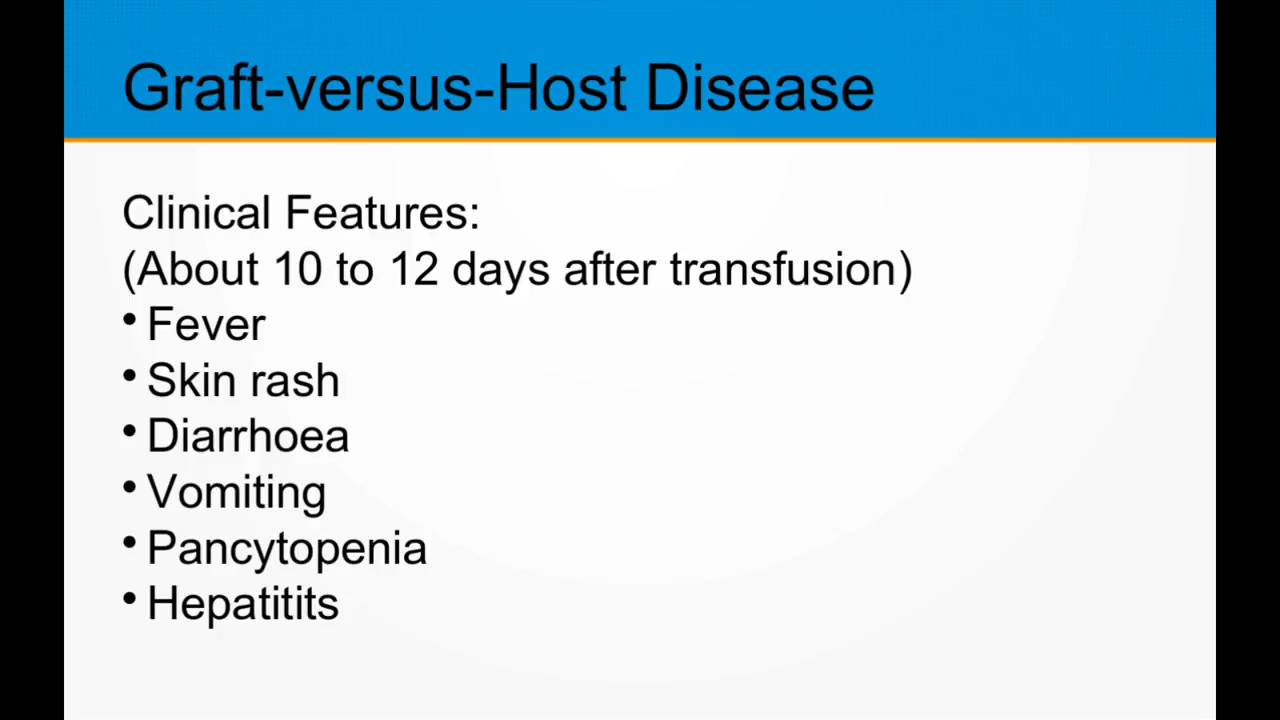 Graft-versus-Host Disease
Clinical Features:
(About 10 to 12 days after transfusion)
• Fever
• Skin rash
• Diarrhoea
• Vomiting
• Pancytopenia
• Hepatitits